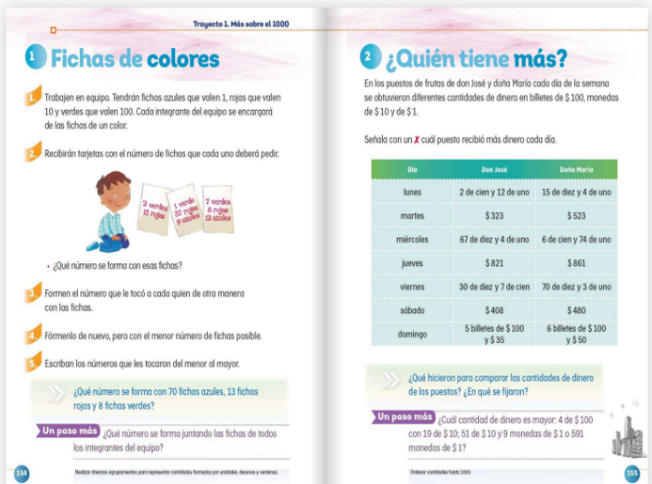 Trayecto 1. Más sobre el 1000
1 Fichas de colores
1. Trabajen en equipo. Tendrán fichas azules que valen 1, rojas que valen
10 y verdes que valen 100. Cada integrante del equipo se encargará
de las fichas de un color.
2. Recibirán tarjetas con el número de fichas que cada uno deberá pedir.
2 verdes
15 rojas
1 verde
32 rojas
9 azules
7 verdes
8 rojas
12 azules
• ¿Qué número se forma con esas fichas?
3. Formen el número que le tocó a cada quien de otra manera
con las fichas.
4. Fórmenlo de nuevo, pero con el menor número de fichas posible.
5. Escriban los números que les tocaron del menor al mayor.
¿Qué número se forma con 70 fichas azules, 13 fichas
rojas y 8 fichas verdes?
Un paso más ¿Qué número se forma juntando las fichas de todos
los integrantes del equipo?
154 Realizar diversos agrupamientos para representar cantidades formadas por unidades, decenas y centenas.
2 ¿Quién tiene más?
En los puestos de frutas de don José y doña María cada día de la semana
se obtuvieron diferentes cantidades de dinero en billetes de $ 100, monedas
de $ 10 y de $ 1.
Señala con un X cuál puesto recibió más dinero cada día.
Día Don José Doña María
lunes 2 de cien y 12 de uno 15 de diez y 4 de uno
martes $ 323 $ 523
miércoles 67 de diez y 4 de uno 6 de cien y 74 de uno
jueves $ 821 $ 861
viernes 30 de diez y 7 de cien 70 de diez y 3 de uno
sábado $ 408 $ 480
domingo 5 billetes de $ 100 6 billetes de $ 100
y $ 35 y $ 50
¿Qué hicieron para comparar las cantidades de dinero
de los puestos? ¿En qué se fijaron?
Un paso más ¿Cuál cantidad de dinero es mayor: 4 de $ 100
con 19 de $ 10; 51 de $ 10 y 9 monedas de $ 1 o 591
monedas de $ 1?
Ordenar cantidades hasta 1000. 155